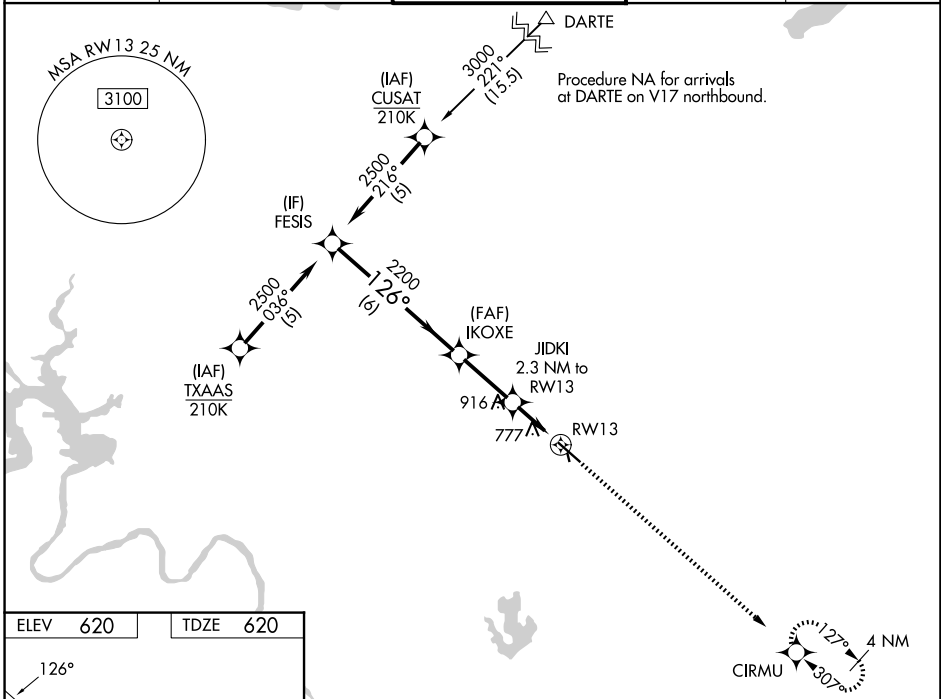 DARTE
MSA RW13 25 NM
3100
3000
221°
(15.5)
Procedure NA for arrivals
at DARTE on V17 northbound.
(IAF)
CUSAT
210K
2500
216°
(5)
(IF)
FESIS
2200
126°
(6)
2500
036°
(5)
(IAF)
TXAAS
210K
(FAF)
IKOXE
JIDKI
2.3 NM to
RW13
916
777
RW13
ELEV 620
TDZE 620
126°
127°
4 NM
CIRMU
307°